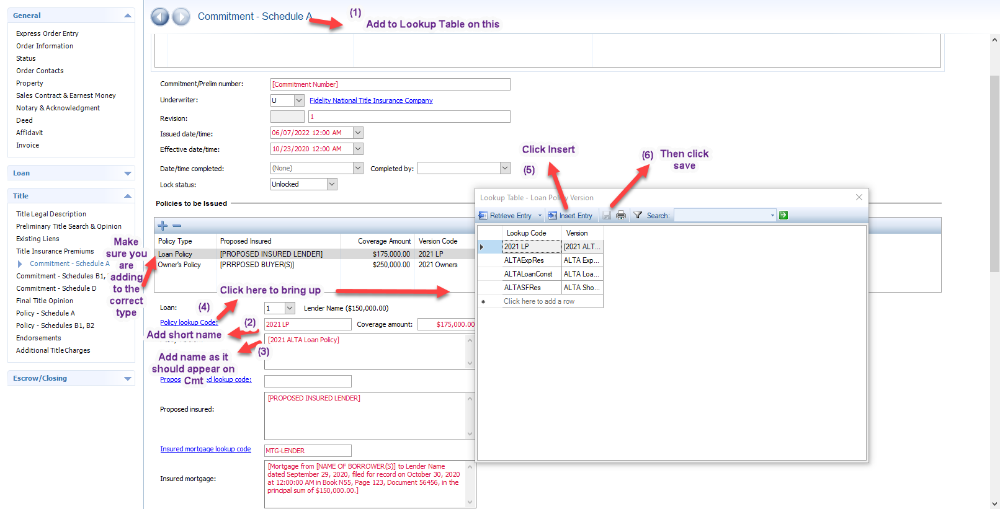 General
Express Order Entry
Order Information
Status
Order Contacts
Property
Sales Contract & Earnest Money
Notary & Acknowledgment
Deed
Affidavit
Invoice
Loan
Title
Title Legal Description
Preliminary Title Search & Opinion
Existing Liens
Title Insurance Premiums
Commitment - Schedule A
Commitment - Schedules B1,
Commitment - Schedule D
Final Title Opinion
Policy - Schedule A
Policy - Schedules B1, B2
Endorsements
Additional Title Charges
Escrow/Closing
Make
sure you
are
adding
to the
correct
type
Commitment - Schedule A
(1)
Add to Lookup Table on this
Commitment/Prelim number: [Commitment Number]
Underwriter: U Fidelity National Title Insurance Company
Revision: 1
Issued date/time: 06/07/2022 12:00 AM
Effective date/time: 10/23/2020 12:00 AM
Date/time completed: (None) Completed by:
Lock status: Unlocked
Click Insert
(5)
(6) Then click
save
Policies to be Issued
Policy Type Proposed Insured Coverage Amount Version Code
Loan Policy [PROPOSED INSURED LENDER] $175,000.00 2021 LP
Owner's Policy [PRRPOSED BUYER(S)] $250,000.00 2021 Owners
Click here to bring up
(4)
Loan: 1 Lender Name ($150,000.00)
Policy lookup Code: 2021 LP Coverage amount: $175,000.00
(2)
Add short name
[2021 ALTA Loan Policy]
(3)
Add name as it
should appear on
Cmt
Propos d lookup code:
[PROPOSED INSURED LENDER]
Proposed insured:
Insured mortgage lookup code MTG-LENDER
Insured mortgage:
[Mortgage from [NAME OF BORROWER(S)] to Lender Name
dated September 29, 2020, filed for record on October 30, 2020
at 12:00:00 AM in Book N55, Page 123, Document 56456, in the
principal sum of $150,000.00.]
Lookup Table - Loan Policy Version
Retrieve Entry Insert Entry Search:
Lookup Code Version
2021 LP [2021 ALT...
ALTAExpRes ALTA Exp...
ALTALoanConst ALTA Loa...
ALTASFRes ALTA Sho...
Click here to add a row